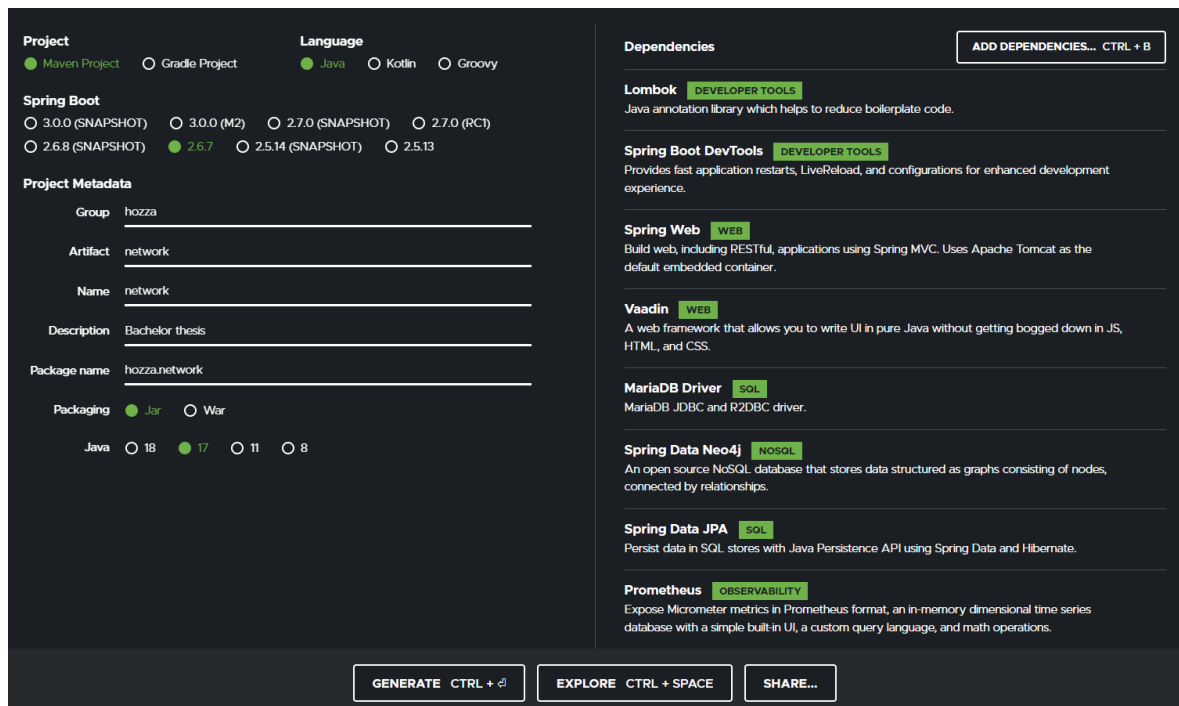 Project
Maven Project Gradle Project
Language
Java Kotlin Groovy
Spring Boot
3.0.0 (SNAPSHOT) 3.0.0 (M2) 2.7.0 (SNAPSHOT) 2.7.0 (RC1)
2.6.8 (SNAPSHOT) 2.6.7 2.5.14 (SNAPSHOT) 2.5.13
Project Metadata
Group hozza
Artifact network
Name network
Description Bachelor thesis
Package name hozza.network
Packaging Jar War
Java 18 17 11 8
Dependencies
ADD DEPENDENCIES... CTRL + B
Lombok DEVELOPER TOOLS
Java annotation library which helps to reduce boilerplate code.
Spring Boot DevTools DEVELOPER TOOLS
Provides fast application restarts, LiveReload, and configurations for enhanced development
experience.
Spring Web WEB
Build web, including RESTful, applications using Spring MVC. Uses Apache Tomcat as the
default embedded container.
Vaadin WEB
A web framework that allows you to write UI in pure Java without getting bogged down in JS,
HTML, and CSS.
MariaDB Driver SQL
MariaDB JDBC and R2DBC driver.
Spring Data Neo4j NOSQL
An open source NoSQL database that stores data structured as graphs consisting of nodes,
connected by relationships.
Spring Data JPA SQL
Persist data in SQL stores with Java Persistence API using Spring Data and Hibernate.
Prometheus OBSERVABILITY
Expose Micrometer metrics in Prometheus format, an in-memory dimensional time series
database with a simple built-in UI, a custom query language, and math operations.
GENERATE CTRL + ⏎
EXPLORE CTRL + SPACE
SHARE...